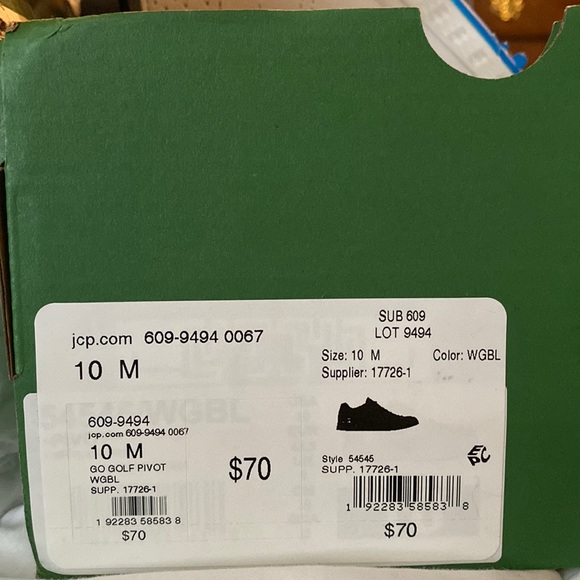 jcp.com 609-9494 0067
10 M
SUB 609
LOT 9494
Size: 10 M Color: WGBL
Supplier: 17726-1
609-9494
jcp.com 609-9494 0067
10 M
GO GOLF PIVOT
WGBL
SUPP. 17726-1
1 92283 58583 8
$70
$70
Style 54545
SUPP. 17726-1
1 92283 58583 8
$70